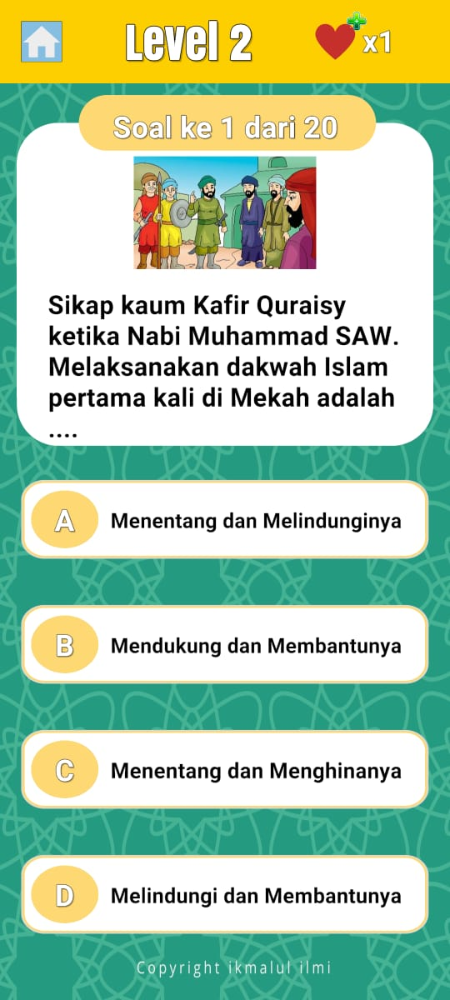 Level 2
x1
Soal ke 1 dari 20
Sikap kaum Kafir Quraisy
ketika Nabi Muhammad SAW.
Melaksanakan dakwah Islam
pertama kali di Mekah adalah
....
A Menentang dan Melindunginya
B Mendukung dan Membantunya
C Menentang dan Menghinanya
D Melindungi dan Membantunya
Copyright ikmalul ilmi